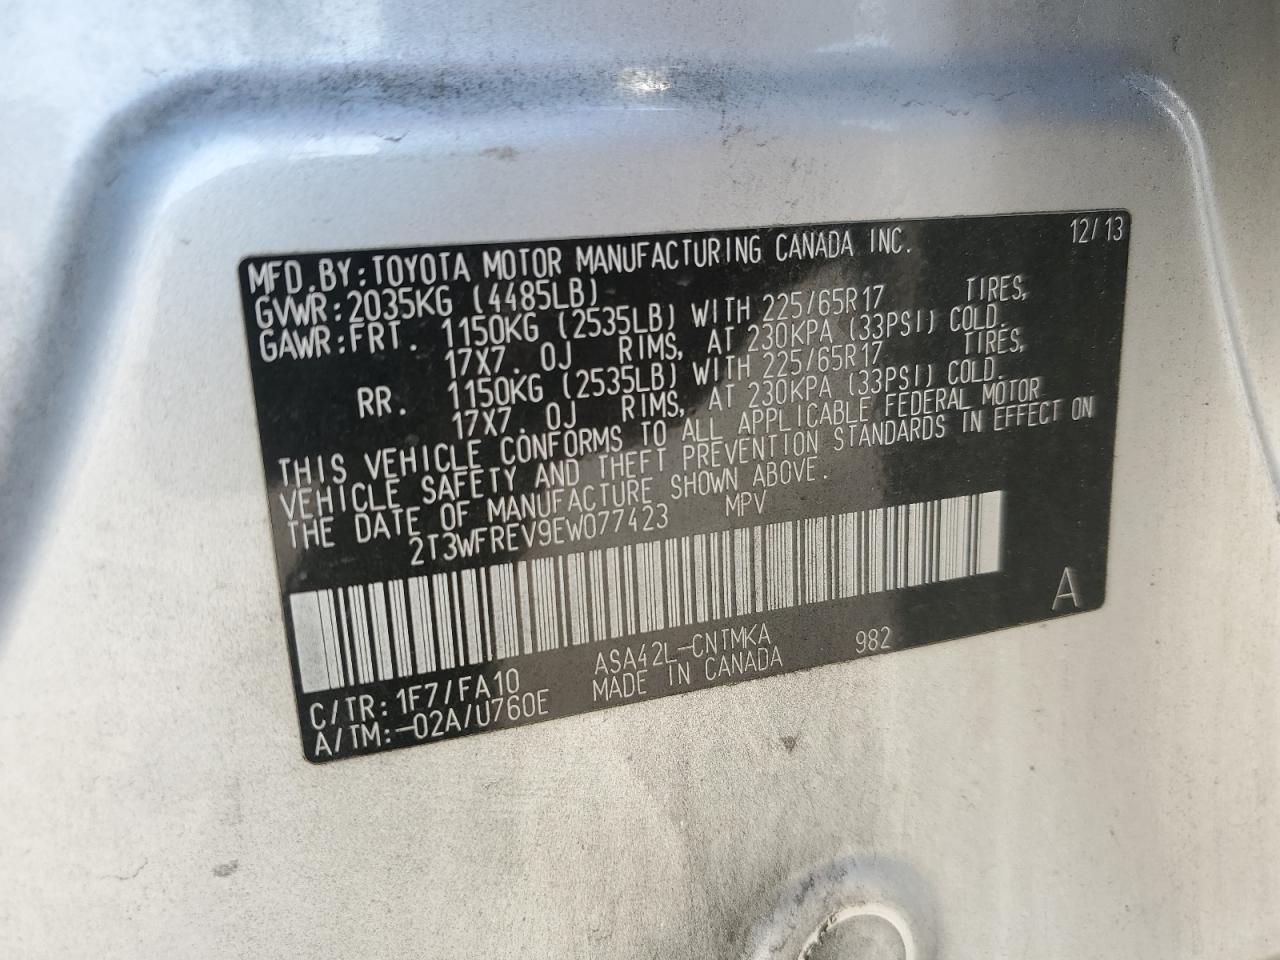 12/13
MFD.BY:TOYOTA MOTOR MANUFACTURING CANADA INC.
GVWR:2035KG (4485LB)
GAWR:FRT. 1150KG (2535LB) WITH 225/65R17 TIRES,
17X7.0J RIMS, AT 230KPA (33PSI) COLD.
RR. 1150KG (2535LB) WITH 225/65R17 TIRES,
17X7.0J RIMS, AT 230KPA (33PSI) COLD.
THIS VEHICLE CONFORMS TO ALL APPLICABLE FEDERAL MOTOR
VEHICLE SAFETY AND THEFT PREVENTION STANDARDS IN EFFECT ON
THE DATE OF MANUFACTURE SHOWN ABOVE.
2T3WFREV9EW077423 MPV
A
C/TR:1F7/FA10 ASA42L-CNTMKA 982
A/TM:-02A/U760E MADE IN CANADA